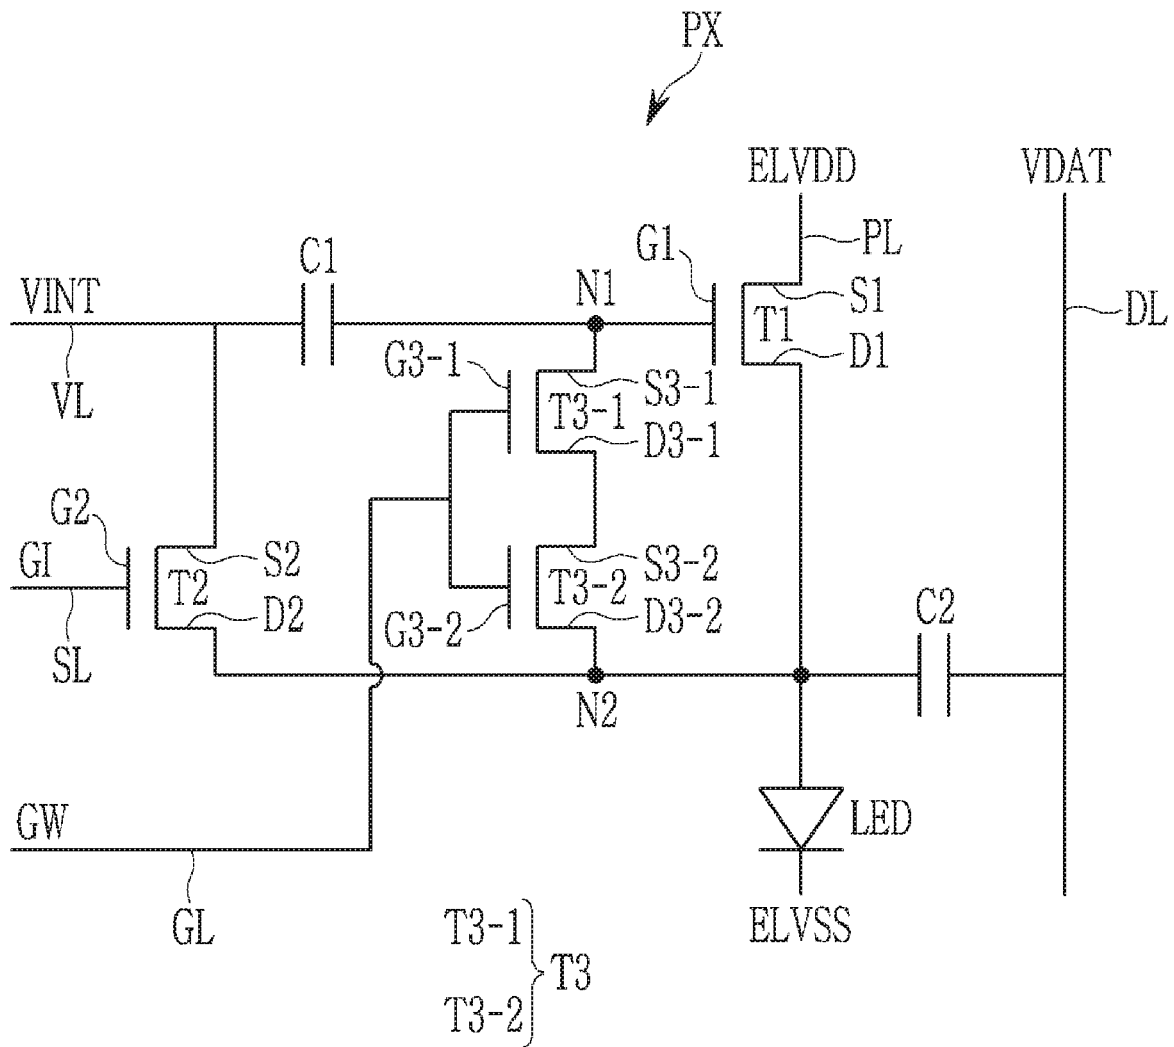 PX
ELVDD
VDAT
PL
G1
C1
N1
VINT
S1
T1
DL
D1
G3-1
S3-1
T3-1
VL
D3-1
G2
GI
S2
T2
D2
S3-2
T3-2
D3-2
G3-2
C2
SL
N2
GW
LED
GL
ELVSS
T3-1
T3
T3-2